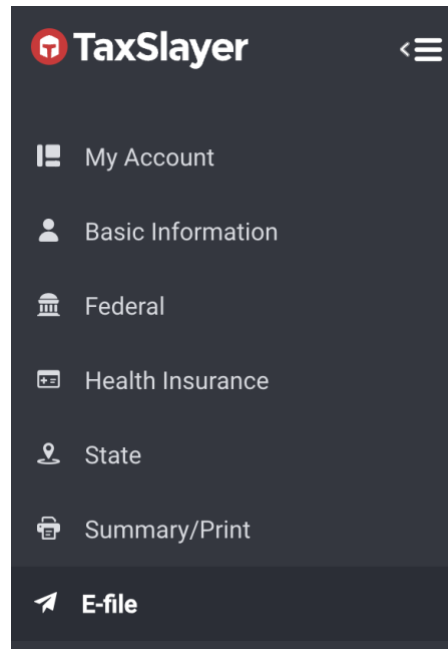 TaxSlayer
My Account
Basic Information
Federal
Health Insurance
State
Summary/Print
E-file